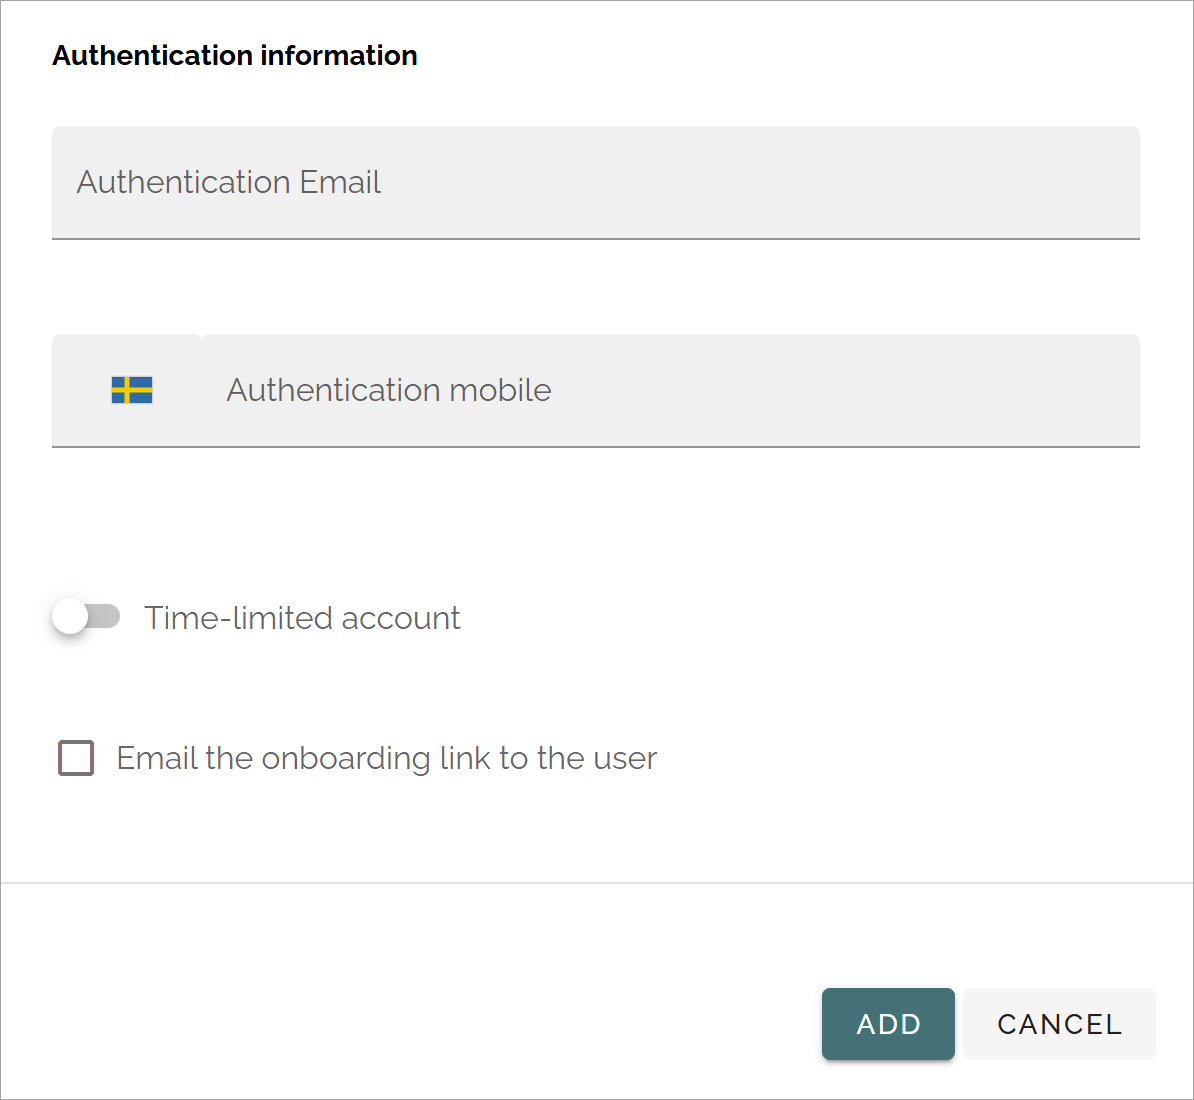 Authentication information
Authentication Email
Authentication mobile
Time-limited account
Email the onboarding link to the user
ADD CANCEL